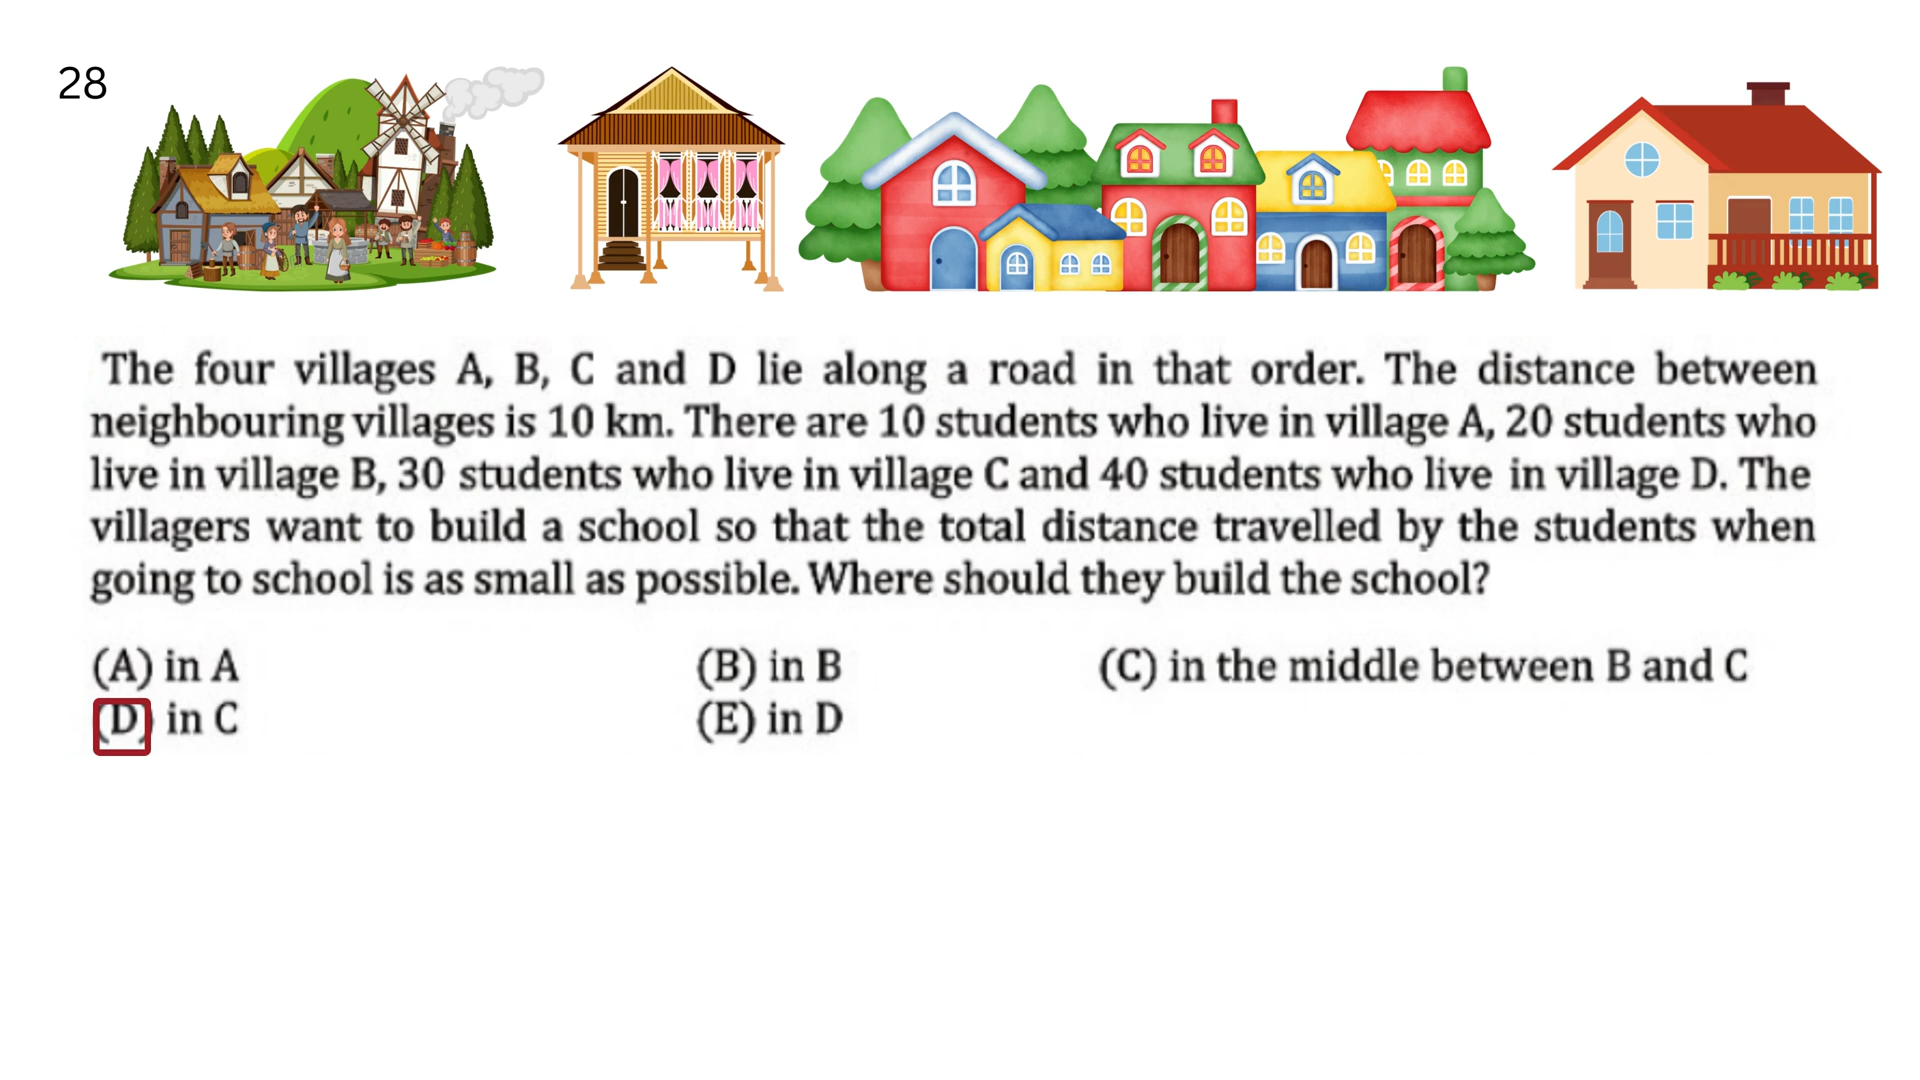 28
The four villages A, B, C and D lie along a road in that order. The distance between
neighbouring villages is 10 km. There are 10 students who live in village A, 20 students who
live in village B, 30 students who live in village C and 40 students who live in village D. The
villagers want to build a school so that the total distance travelled by the students when
going to school is as small as possible. Where should they build the school?
(A) in A (B) in B (C) in the middle between B and C
(D) in C (E) in D